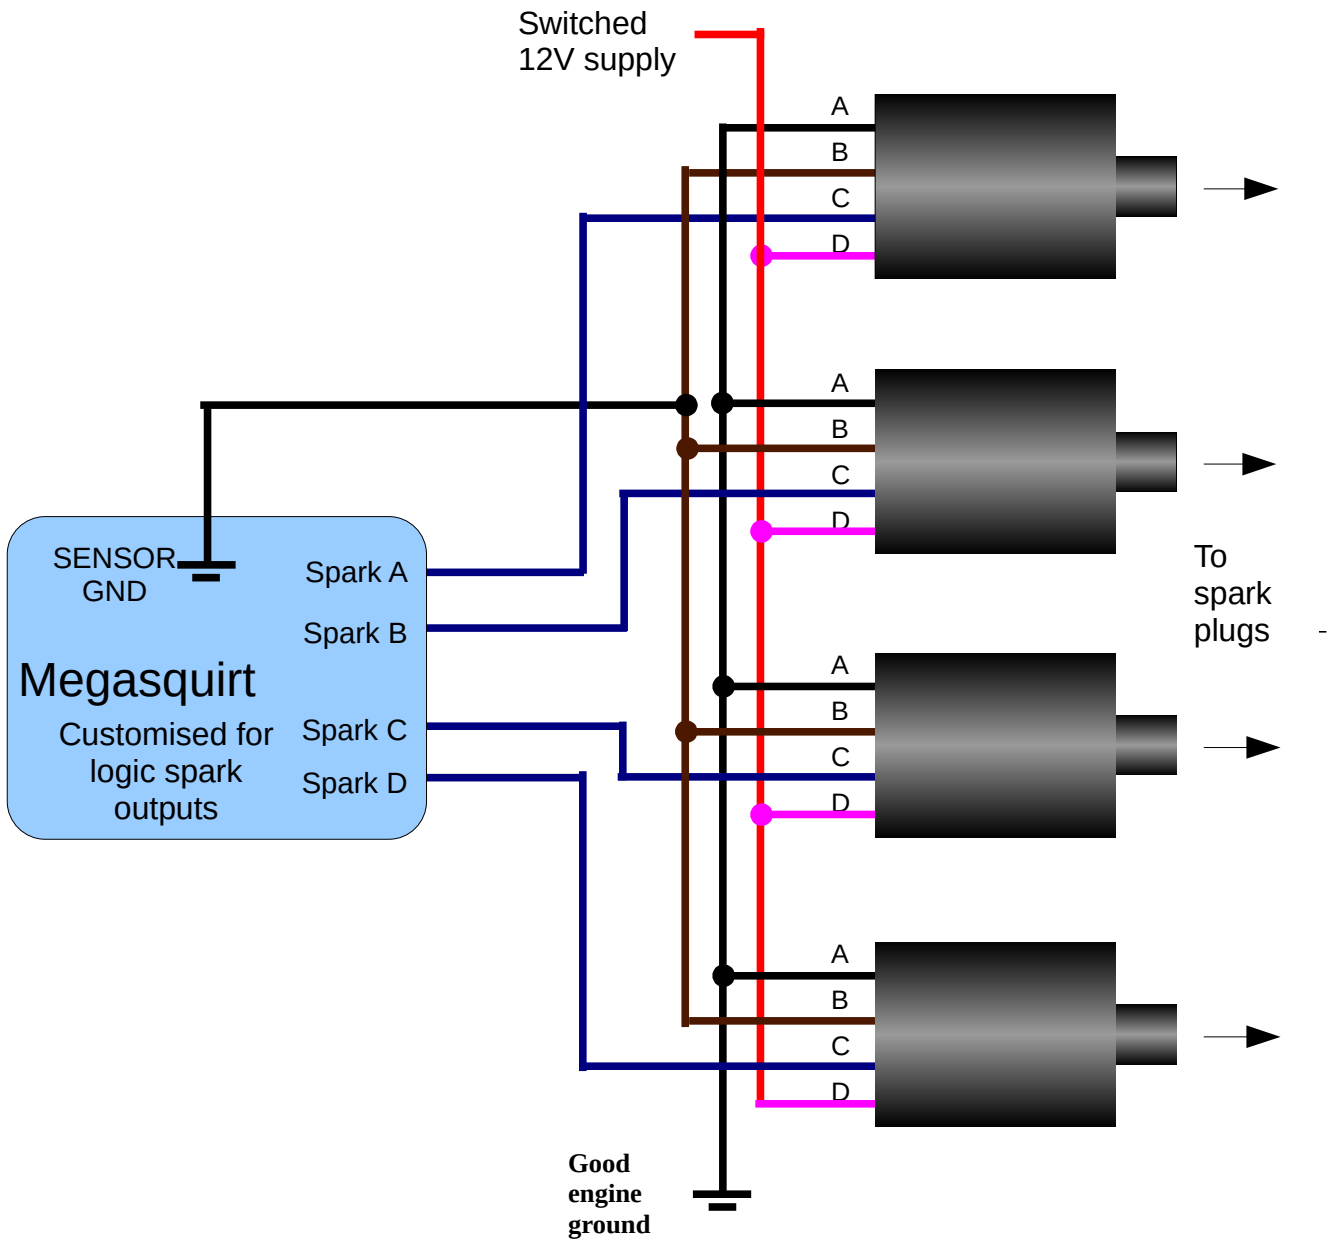 Switched
12V supply
A
B
C
D
A
B
C
D
SENSOR
GND
Spark A
Spark B
Megasquirt
Customised for
logic spark
outputs
Spark C
Spark D
To
spark
plugs
-
A
B
C
D
A
B
C
D
Good
engine
ground